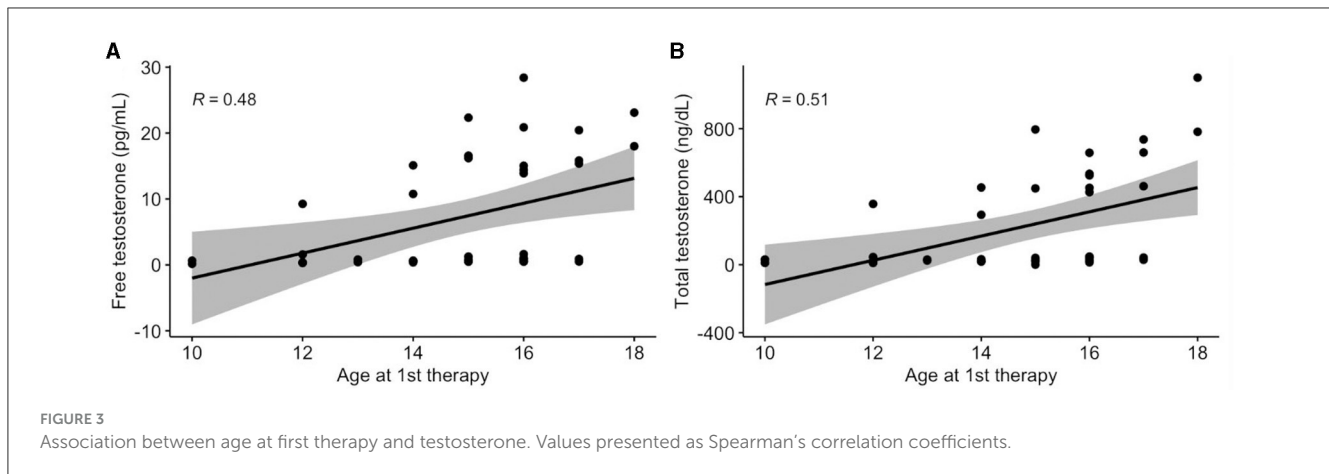 A
B
30
20
10
0
-10
Free testosterone (pg/mL)
R = 0.48
10 12 14 16 18
Age at 1st therapy
800
400
0
-400
Total testosterone (ng/dL)
R = 0.51
10 12 14 16 18
Age at 1st therapy
FIGURE 3
Association between age at first therapy and testosterone. Values presented as Spearman's correlation coefficients.